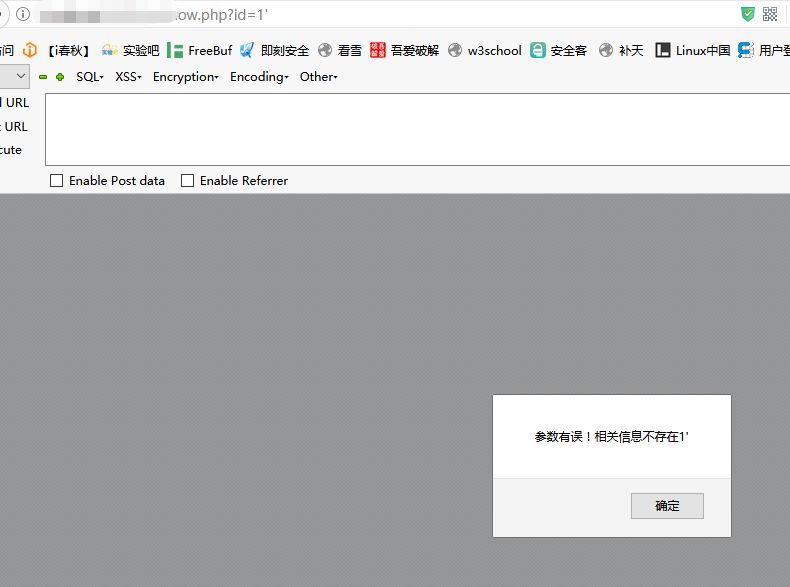 ow.php?id=1'
问 【i春秋】 实验吧 FreeBuf 即刻安全 看雪 吾爱破解 w3school 安全客 补天 Linux中国 用户登
SQL▾ XSS▾ Encryption▾ Encoding▾ Other▾
URL
URL
cute
Enable Post data Enable Referrer
参数有误！相关信息不存在1'
确定